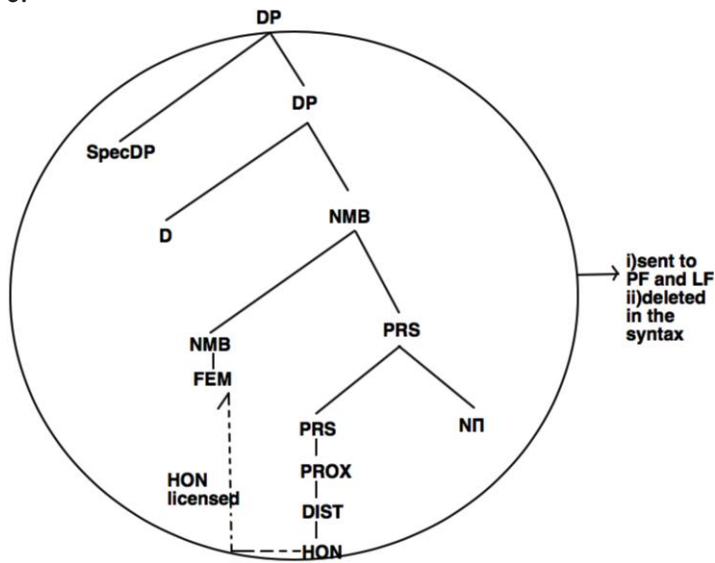 DP
DP
SpecDP
D
NMB
i)sent to
PF and LF
ii)deleted
in the
syntax
NMB
PRS
FEM
PRS
NΠ
PROX
HON
licensed
DIST
HON